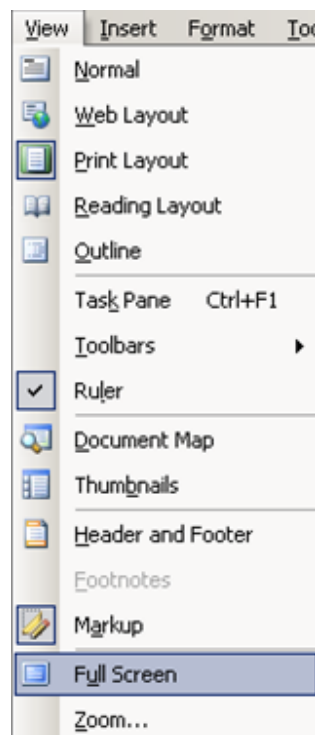 View Insert Format Too
Normal
Web Layout
Print Layout
Reading Layout
Outline
Task Pane Ctrl+F1
Toolbars
Ruler
Document Map
Thumbnails
Header and Footer
Footnotes
Markup
Full Screen
Zoom...